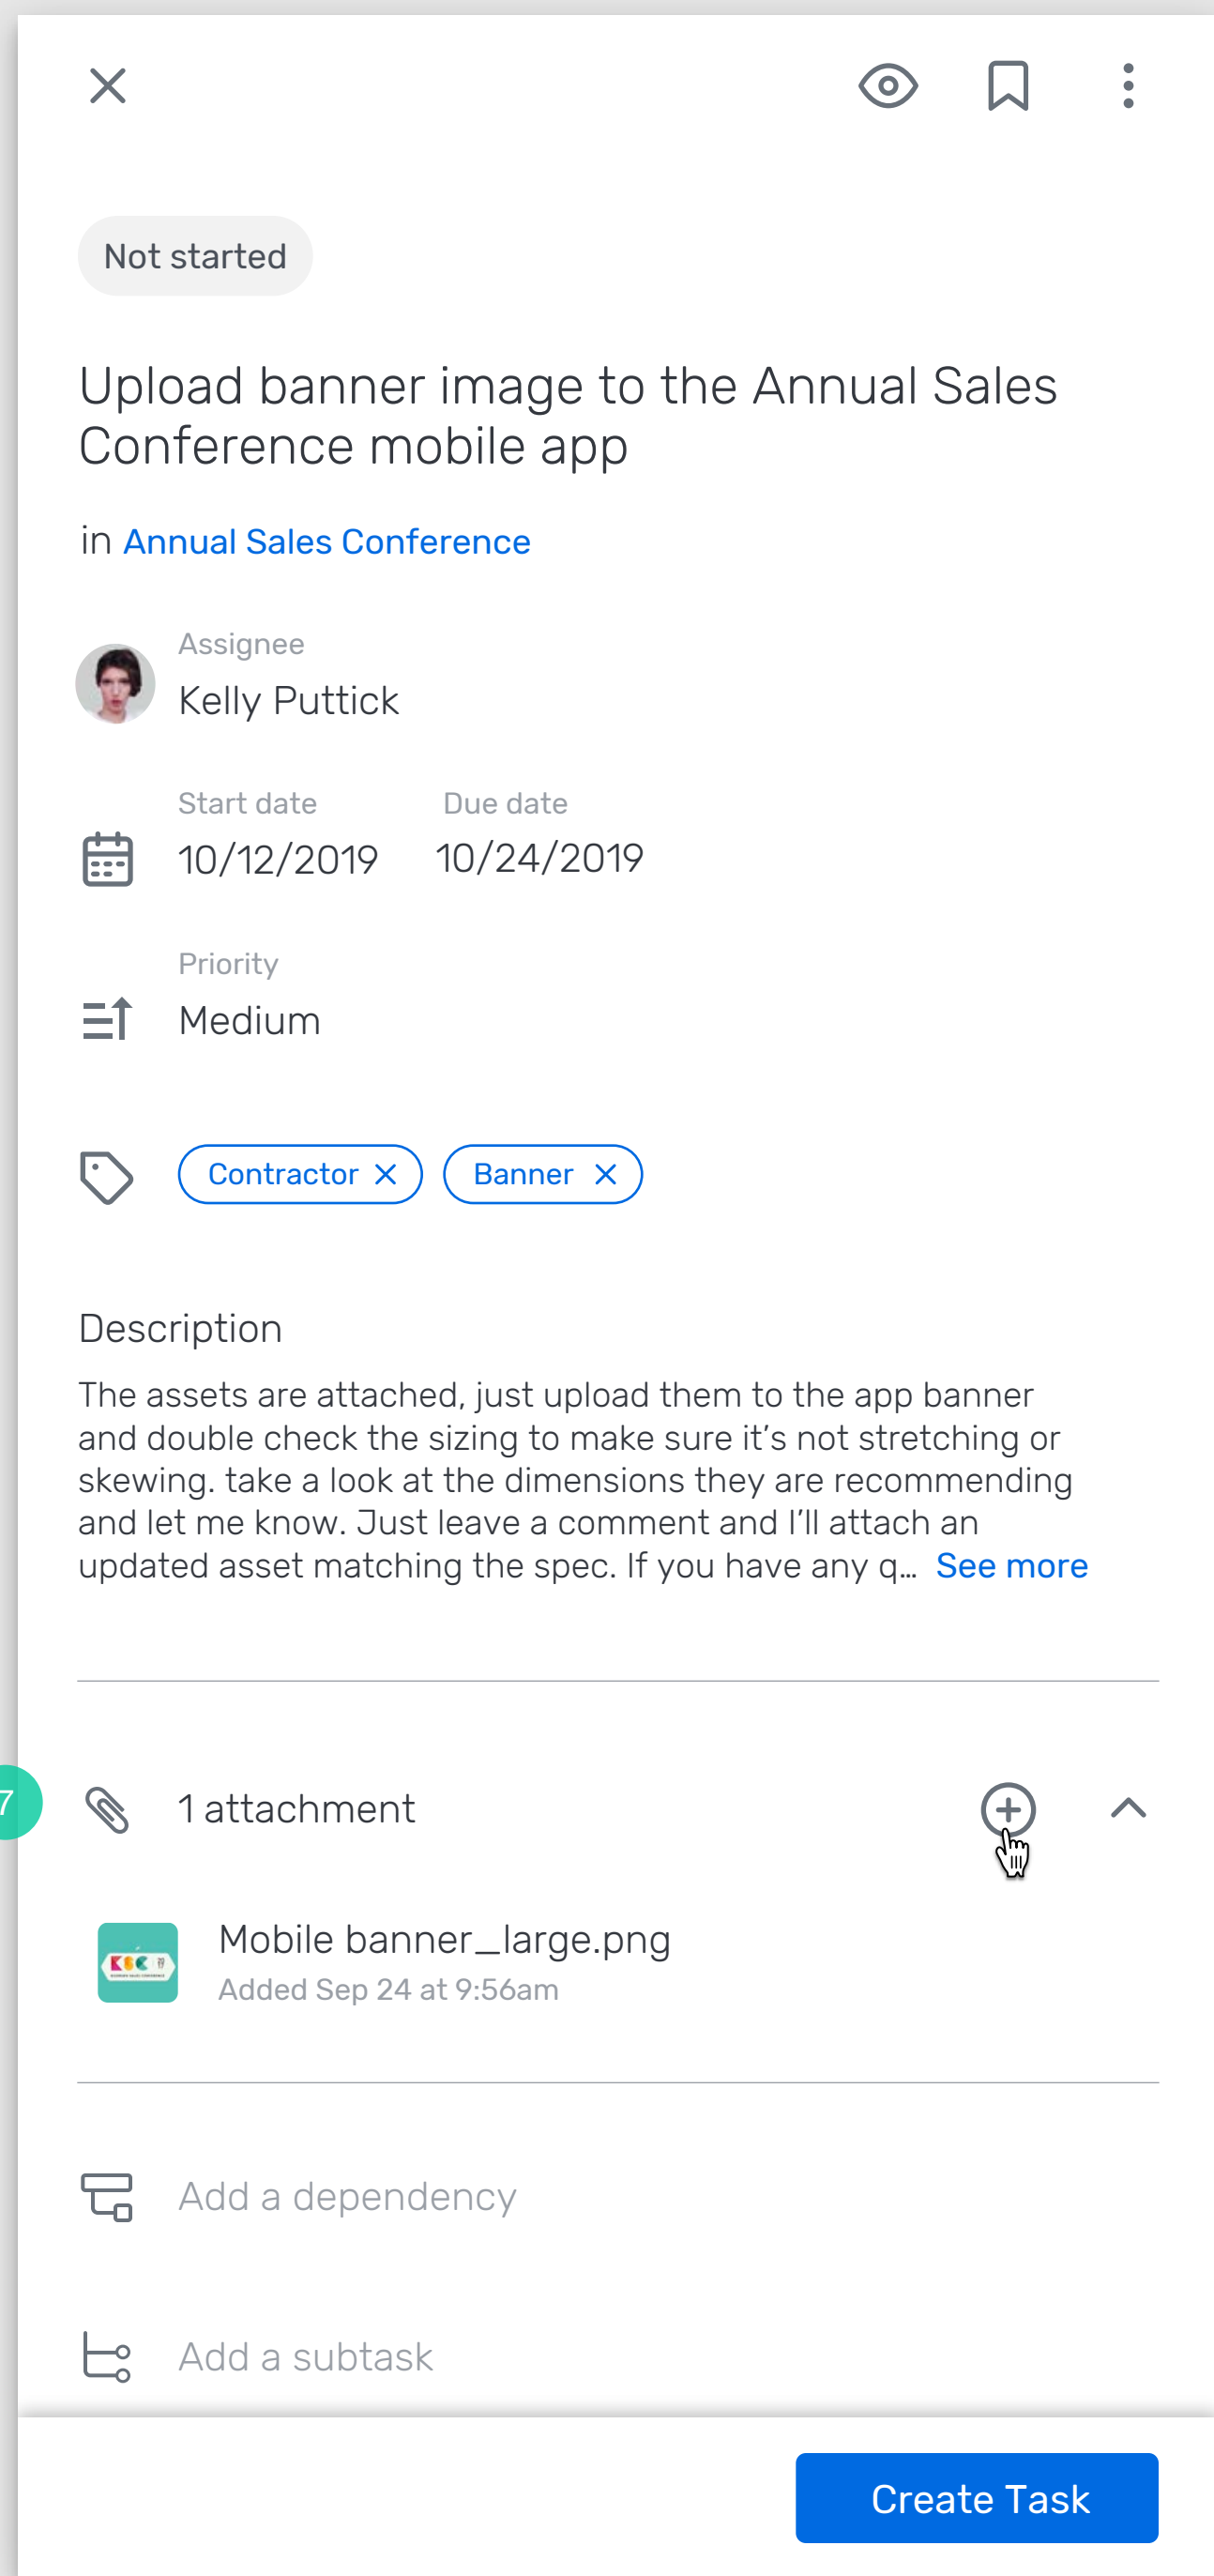 Not started
Upload banner image to the Annual Sales
Conference mobile app
in Annual Sales Conference
Assignee
Kelly Puttick
Start date Due date
10/12/2019 10/24/2019
Priority
Medium
Contractor Banner
Description
The assets are attached, just upload them to the app banner
and double check the sizing to make sure it’s not stretching or
skewing. take a look at the dimensions they are recommending
and let me know. Just leave a comment and I’ll attach an
updated asset matching the spec. If you have any q... See more
7
1 attachment
Mobile banner_large.png
Added Sep 24 at 9:56am
Add a dependency
Add a subtask
Create Task